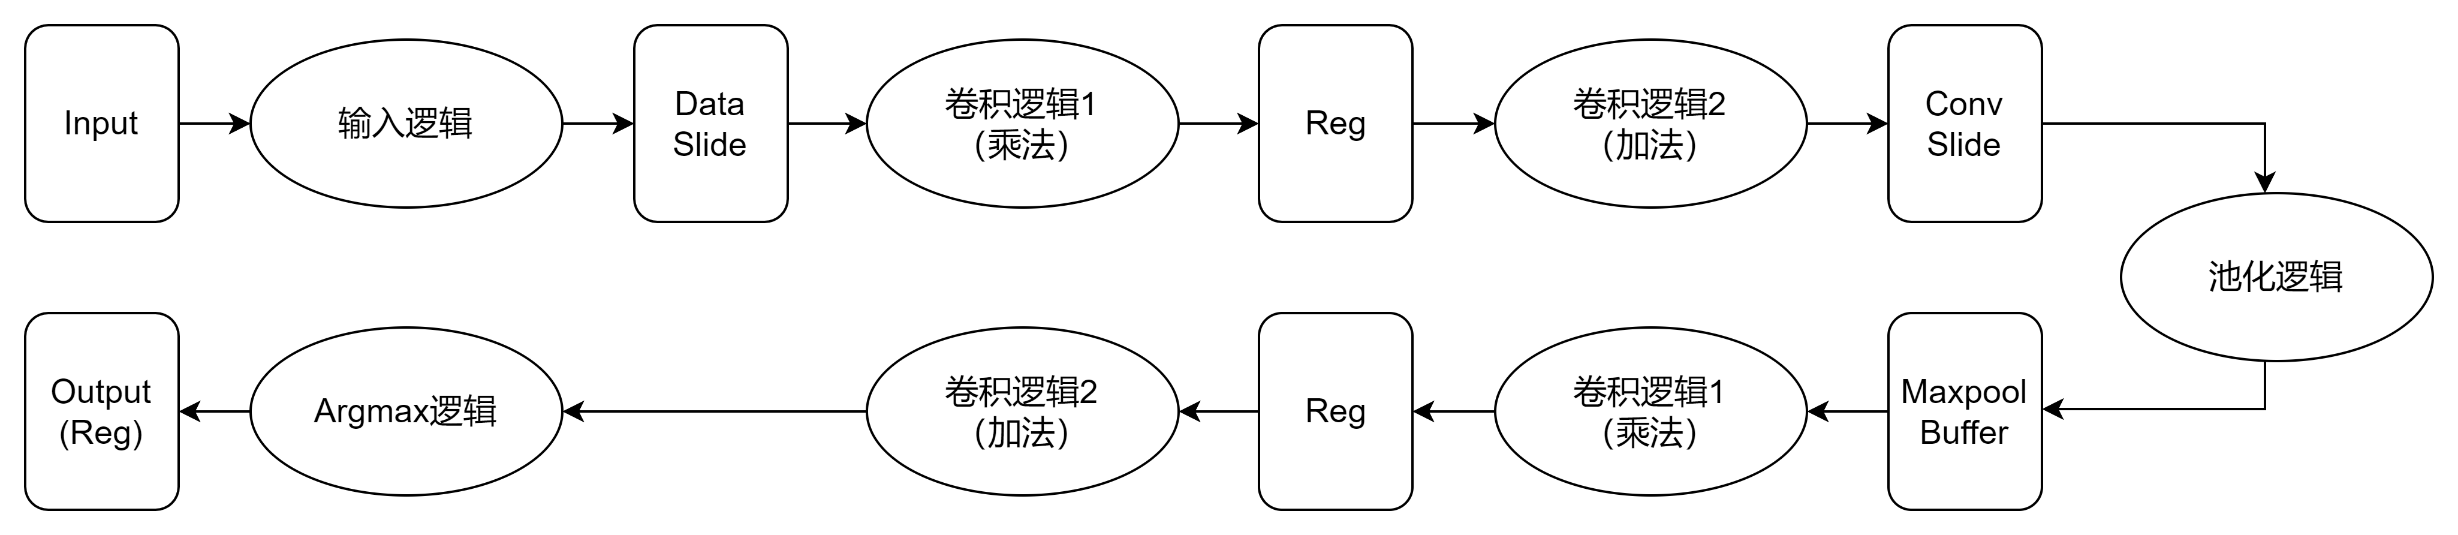 Input
输入逻辑
Data
Slide
卷积逻辑1
（乘法）
Reg
卷积逻辑2
（加法）
Conv
Slide
池化逻辑
Maxpool
Buffer
卷积逻辑1
（乘法）
Reg
卷积逻辑2
（加法）
Argmax逻辑
Output
(Reg)